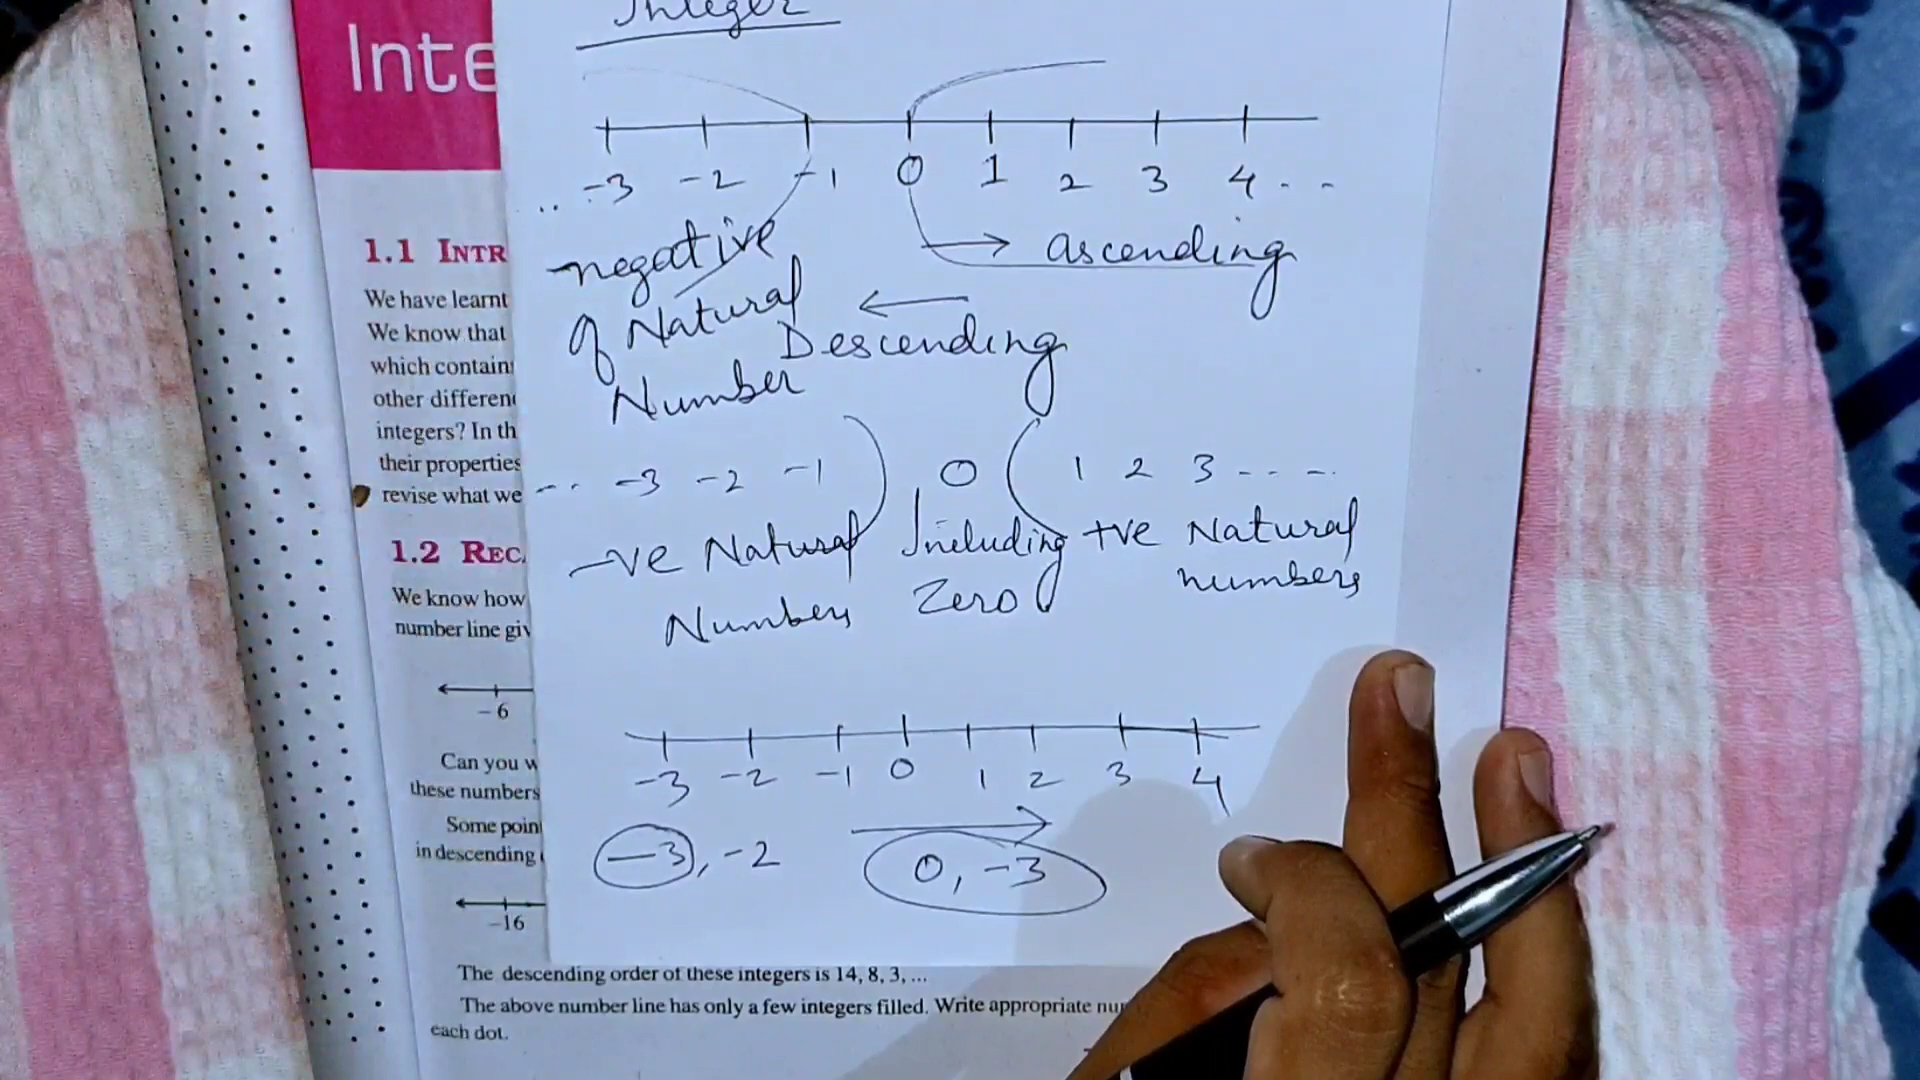 Integer
Inte
-3 -2 -1 0 1 2 3 4 . . .
negative
of Natural
Number
→ ascending
←
Descending
... -3 -2 -1 0 1 2 3 ....
-ve Natural
Numbers
Including
Zero
+ve Natural
numbers
-3 -2 -1 0 1 2 3 4
-3, -2 0, -3
1.1 INTR
We have learnt
We know that
which contain
other differen
integers? In th
their properties
revise what we
1.2 REC
We know how
number line giv
-6
Can you w
these numbers
Some poin
in descending
-16
The descending order of these integers is 14, 8, 3, ...
The above number line has only a few integers filled. Write appropriate nu
each dot.